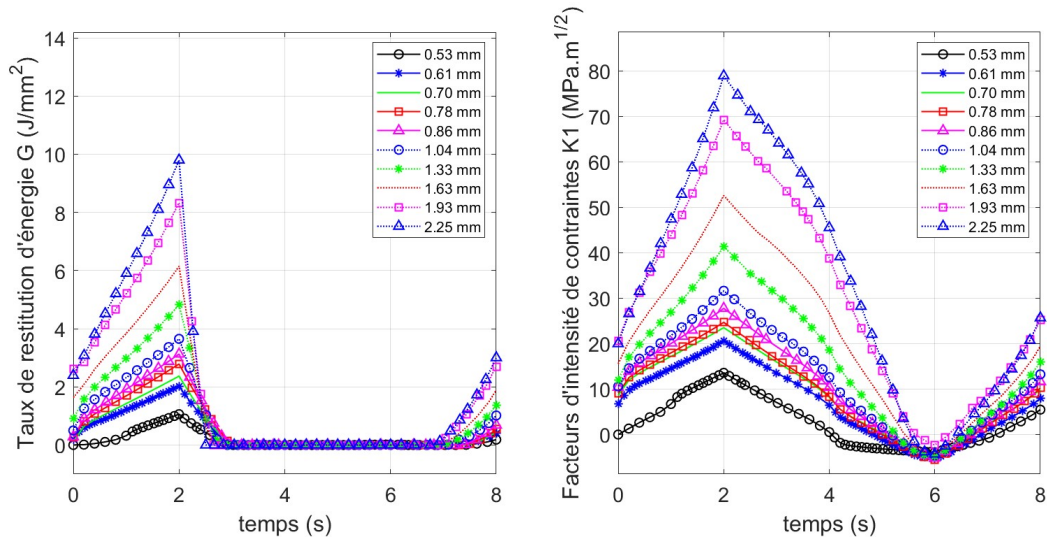 Taux de restitution d'énergie G (J/mm²)
14
12
10
8
6
4
2
0
0 2 4 6 8
temps (s)
0.53 mm
0.61 mm
0.70 mm
0.78 mm
0.86 mm
1.04 mm
1.33 mm
1.63 mm
1.93 mm
2.25 mm
Facteurs d'intensité de contraintes K1 (MPa.m^1/2)
80
70
60
50
40
30
20
10
0
0 2 4 6 8
temps (s)
0.53 mm
0.61 mm
0.70 mm
0.78 mm
0.86 mm
1.04 mm
1.33 mm
1.63 mm
1.93 mm
2.25 mm